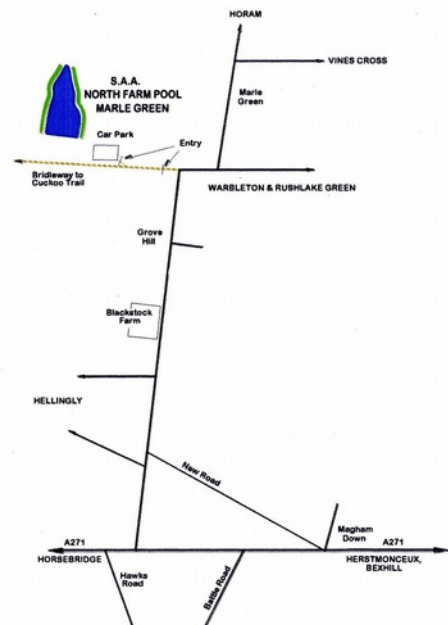 HORAM
VINES CROSS
S.A.A.
NORTH FARM POOL
MARLE GREEN
Marle
Green
Car Park
Entry
Bridleway to
Cuckoo Trail
WARBLETON & RUSHLAKE GREEN
Grove
Hill
Blackstock
Farm
HELLINGLY
New Road
Magham
Down
A271
A271
HORSEBRIDGE
HERSTMONCEUX,
BEXHILL
Hawks
Road
Battle Road